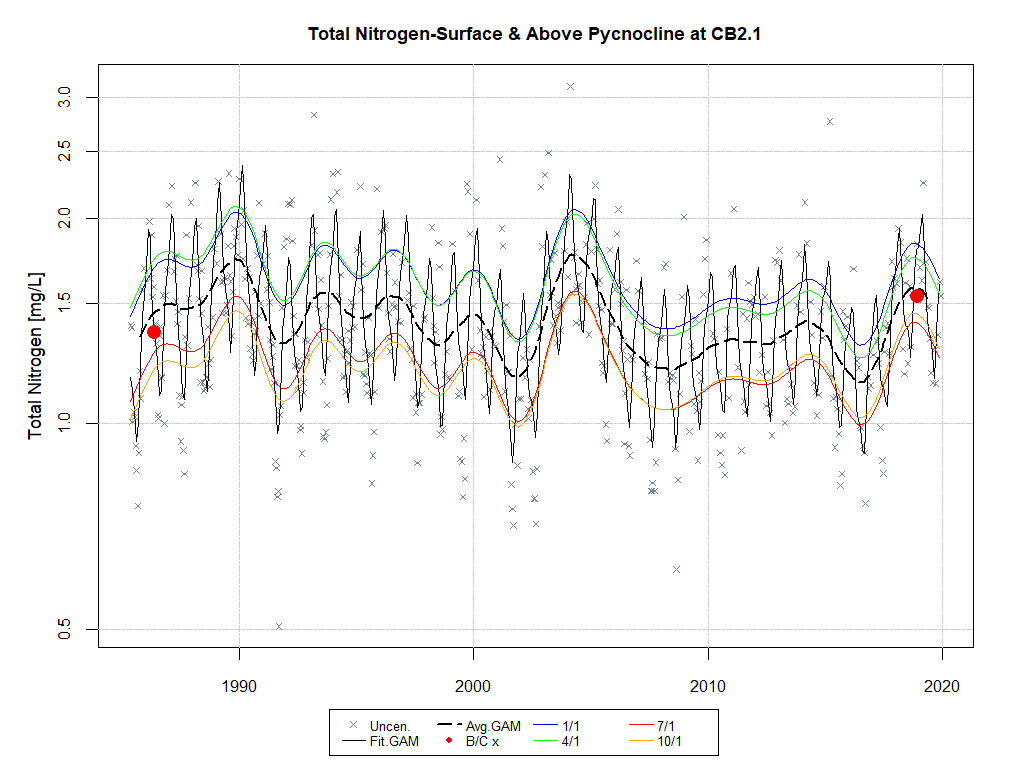 Total Nitrogen-Surface & Above Pycnocline at CB2.1
Total Nitrogen [mg/L]
3.0
2.5
2.0
1.5
1.0
0.5
1990 2000 2010 2020
Uncen. Avg.GAM 1/1 7/1
Fit.GAM B/C x 4/1 10/1